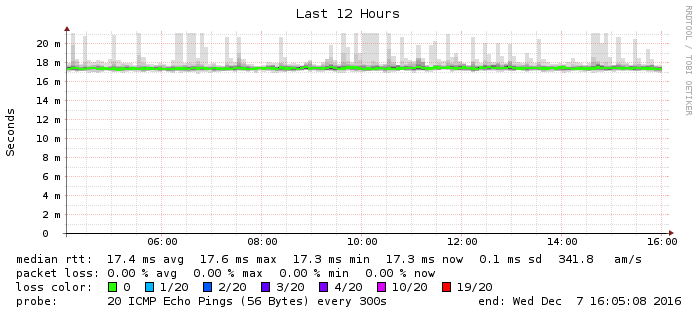 Last 12 Hours
RRDTOOL / TOBI OETIKER
Seconds
20 m
18 m
16 m
14 m
12 m
10 m
8 m
6 m
4 m
2 m
0
06:00 08:00 10:00 12:00 14:00 16:00
median rtt: 17.4 ms avg 17.6 ms max 17.3 ms min 17.3 ms now 0.1 ms sd 341.8 am/s
packet loss: 0.00 % avg 0.00 % max 0.00 % min 0.00 % now
loss color: 0 1/20 2/20 3/20 4/20 10/20 19/20
probe: 20 ICMP Echo Pings (56 Bytes) every 300s end: Wed Dec 7 16:05:08 2016